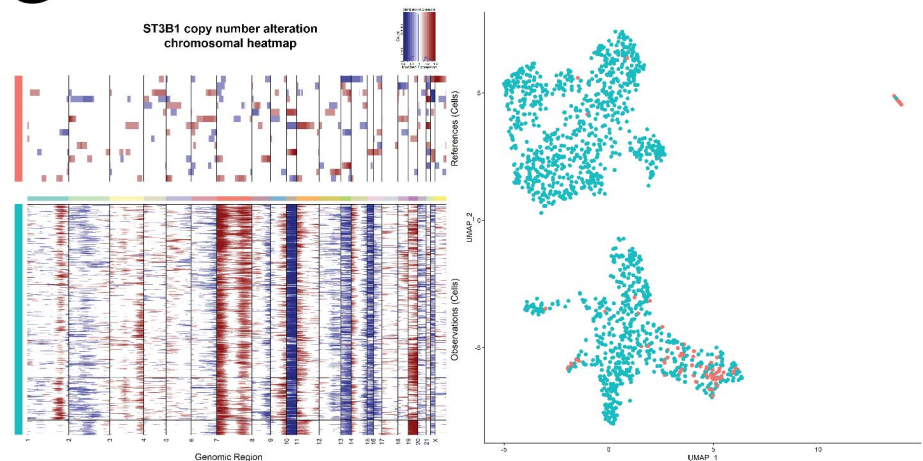 ST3B1 copy number alteration
chromosomal heatmap
References (Cells)
Observations (Cells)
1 2 3 4 5 6 7 8 9 10 11 12 13 14 15 16 17 18 19 20 21 X
Genomic Region
5
0
-5
UMAP_2
-5 0 5 10
UMAP_1